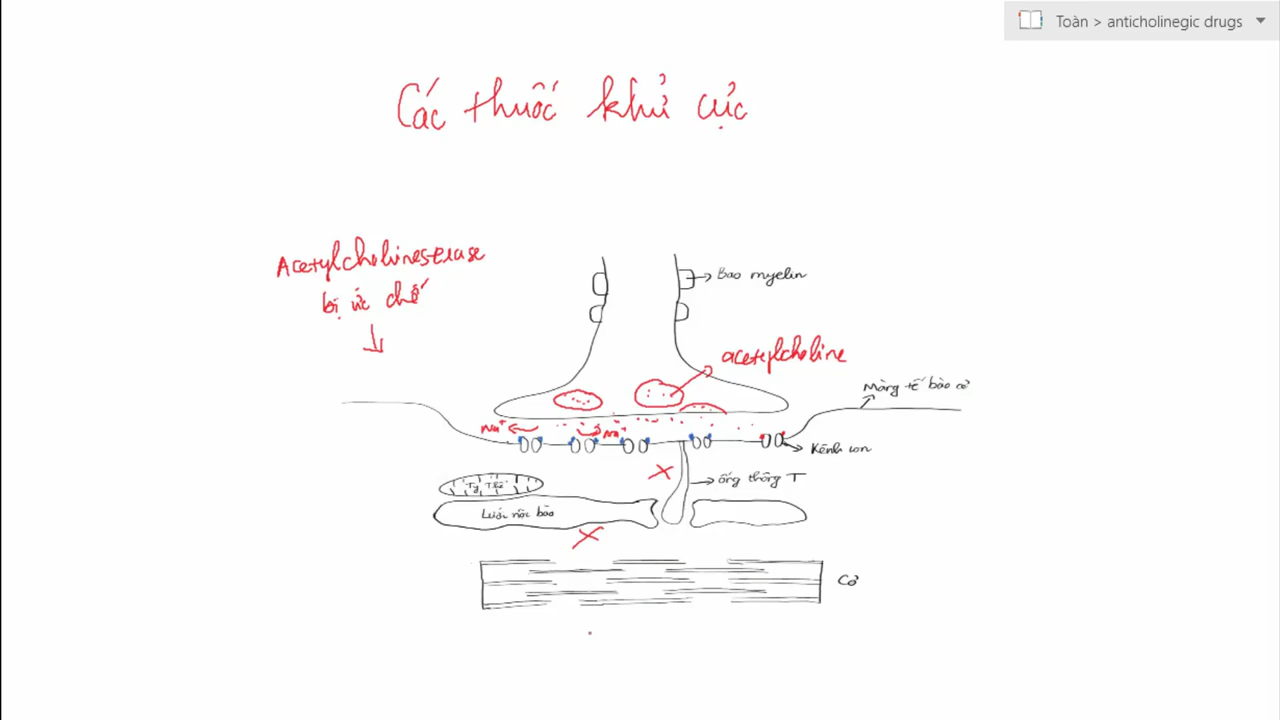 Toàn > anticholinegic drugs
Các thuốc khử cực
Acetylcholinesterase
bị ức chế
Bao myelin
acetylcholine
Màng tế bào cơ
Na⁺
Na⁺
Kênh ion
Ty Thể
ống thông T
Lưới nội bào
Cơ